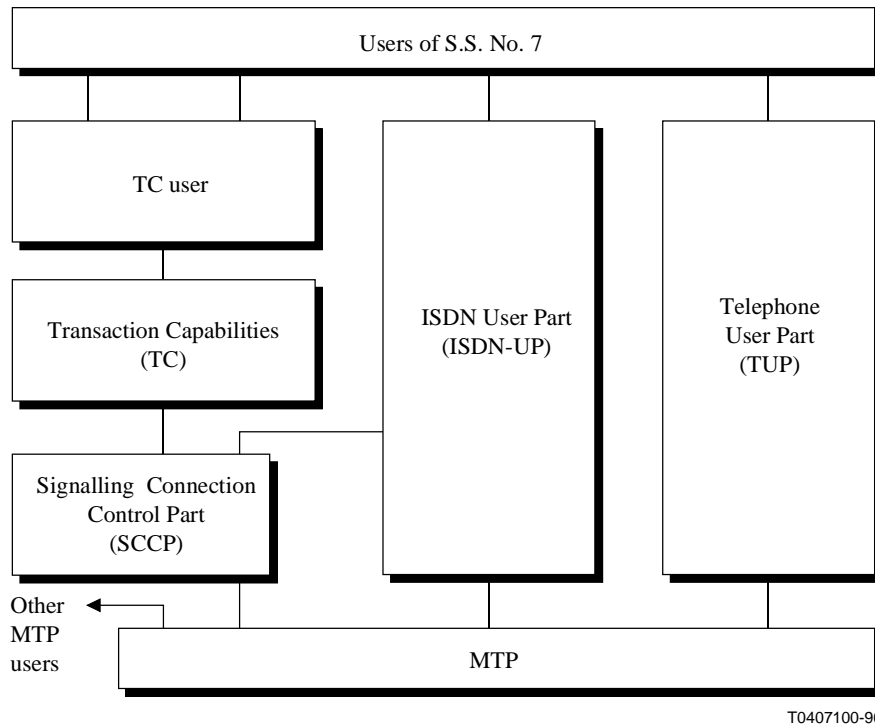 Users of S.S. No. 7
TC user
Transaction Capabilities
(TC)
ISDN User Part
(ISDN-UP)
Telephone
User Part
(TUP)
Signalling Connection
Control Part
(SCCP)
Other
MTP
users
MTP